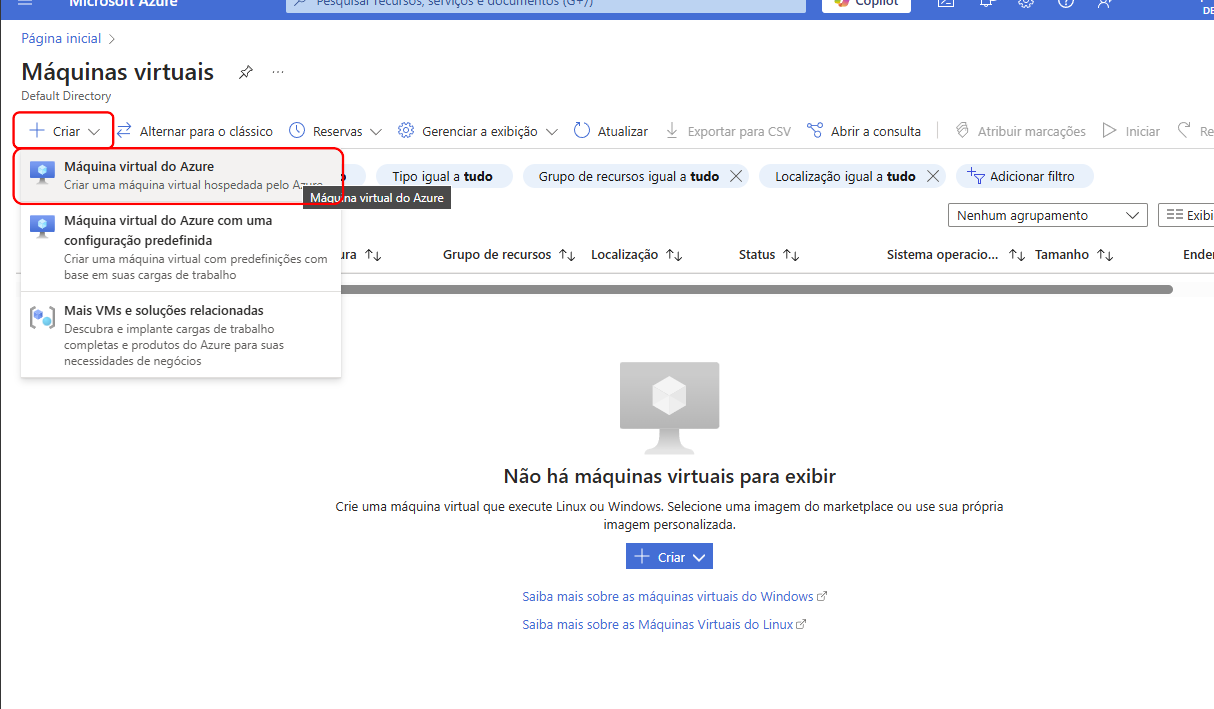 Microsoft Azure
Pesquisar recursos, serviços e documentos (G+/)
Copilot
Página inicial
Máquinas virtuais
Default Directory
Criar
Alternar para o clássico
Reservas
Gerenciar a exibição
Atualizar
Exportar para CSV
Abrir a consulta
Atribuir marcações
Iniciar
Máquina virtual do Azure
Criar uma máquina virtual hospedada pelo Azure
Máquina virtual do Azure
Tipo igual a tudo
Grupo de recursos igual a tudo
Localização igual a tudo
Adicionar filtro
Máquina virtual do Azure com uma
configuração predefinida
Criar uma máquina virtual com predefinições com
base em suas cargas de trabalho
Mais VMs e soluções relacionadas
Descubra e implante cargas de trabalho
completas e produtos do Azure para suas
necessidades de negócios
Nenhum agrupamento
Exibi
Grupo de recursos
Localização
Status
Sistema operacio...
Tamanho
Ender
Não há máquinas virtuais para exibir
Crie uma máquina virtual que execute Linux ou Windows. Selecione uma imagem do marketplace ou use sua própria
imagem personalizada.
Criar
Saiba mais sobre as máquinas virtuais do Windows
Saiba mais sobre as Máquinas Virtuais do Linux